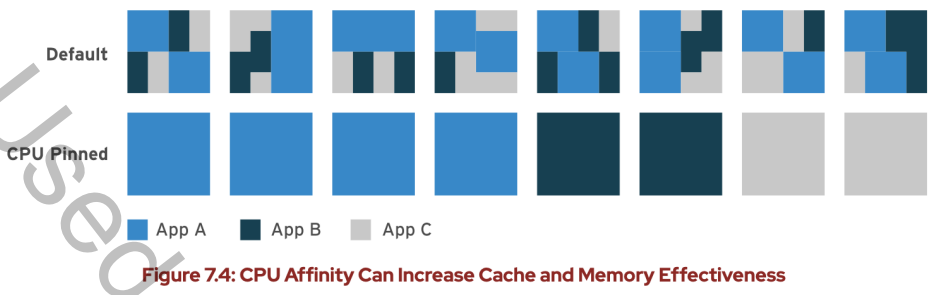 Default
CPU Pinned
App A
App B
App C
Figure 7.4: CPU Affinity Can Increase Cache and Memory Effectiveness
Used